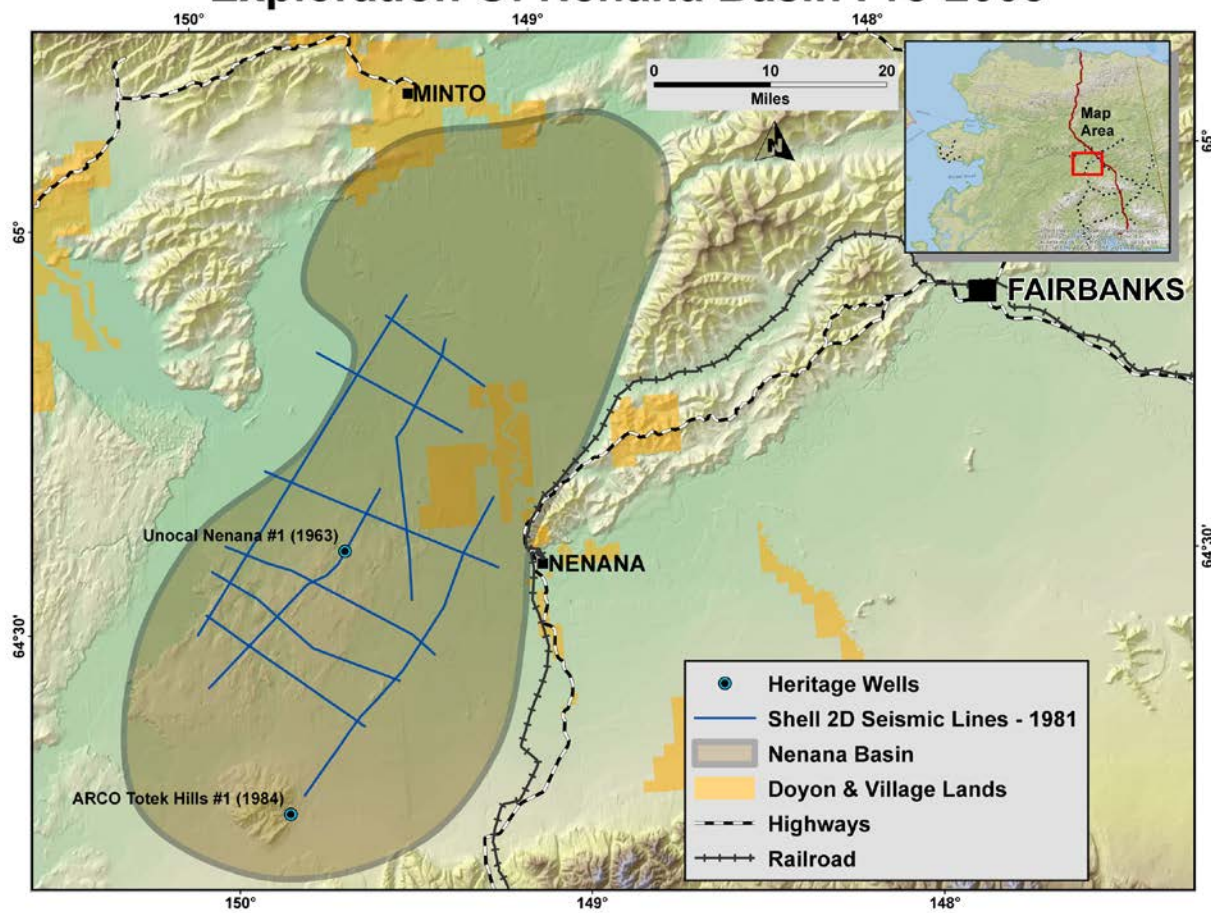 150°
149°
148°
MINTO
0
10
20
Miles
N
Map
Area
65°
65°
FAIRBANKS
Unocal Nenana #1 (1963)
NENANA
64°30'
64°30'
ARCO Totek Hills #1 (1984)
Heritage Wells
Shell 2D Seismic Lines - 1981
Nenana Basin
Doyon & Village Lands
Highways
Railroad
150°
149°
148°